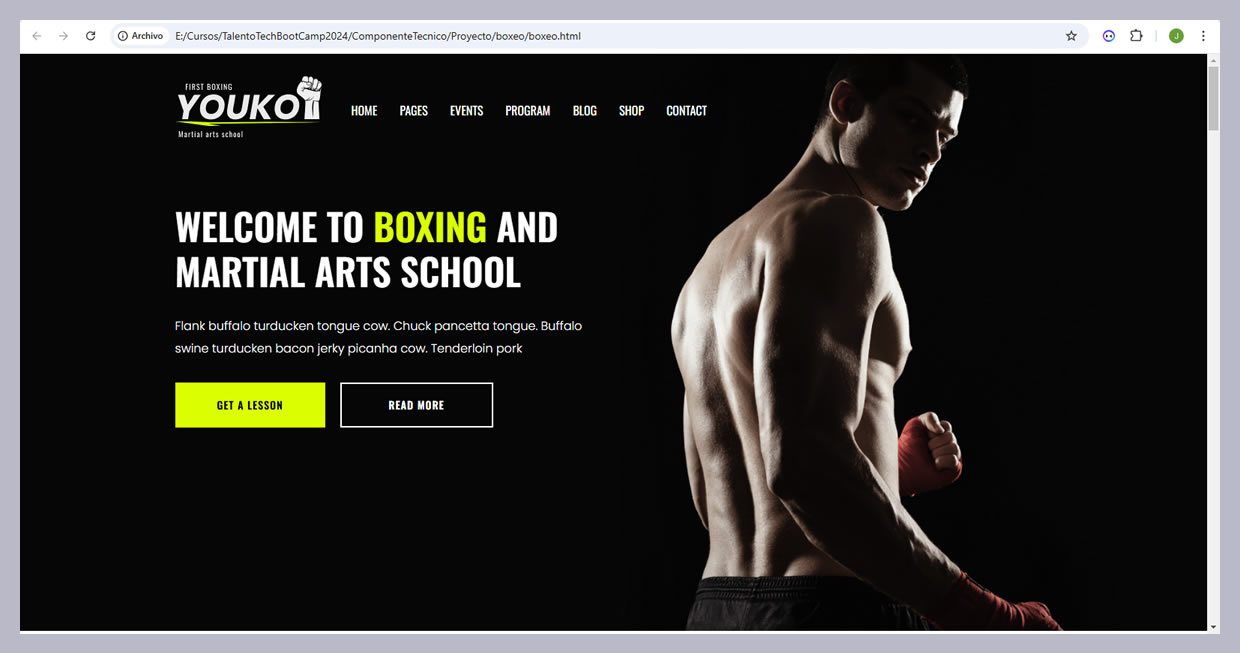 Archivo E:/Cursos/TalentoTechBootCamp2024/ComponenteTecnico/Proyecto/boxeo/boxeo.html J
FIRST BOXING
YOUKO
Martial arts school
HOME PAGES EVENTS PROGRAM BLOG SHOP CONTACT
WELCOME TO BOXING AND
MARTIAL ARTS SCHOOL
Flank buffalo turducken tongue cow. Chuck pancetta tongue. Buffalo
swine turducken bacon jerky picanha cow. Tenderloin pork
GET A LESSON READ MORE